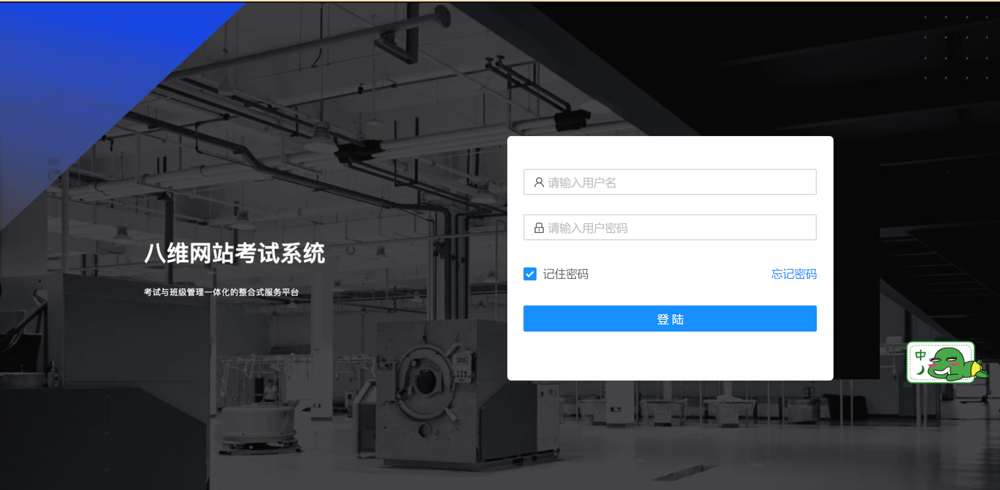 八维网站考试系统
考试与班级管理一体化的整合式服务平台
请输入用户名
请输入用户密码
记住密码
忘记密码
登 陆
中